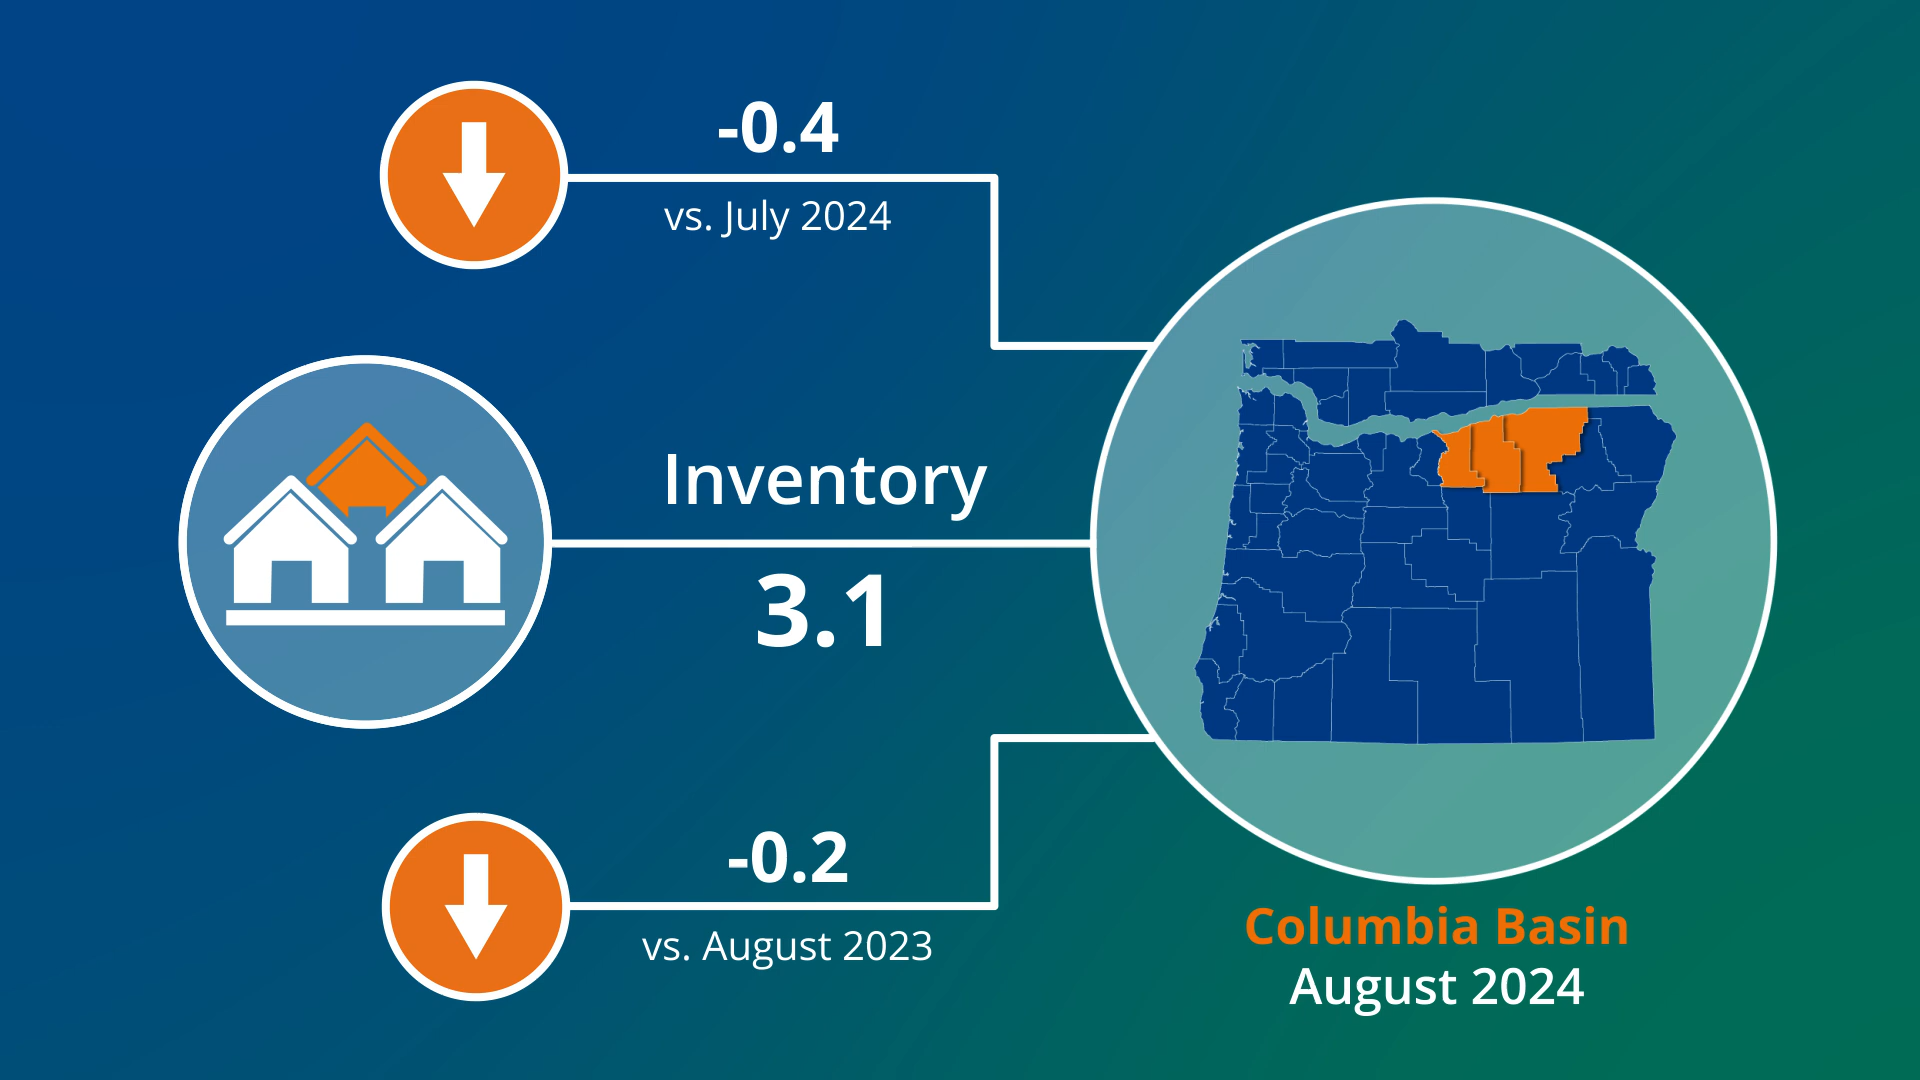 -0.4
vs. July 2024
Inventory
3.1
-0.2
vs. August 2023
Columbia Basin
August 2024